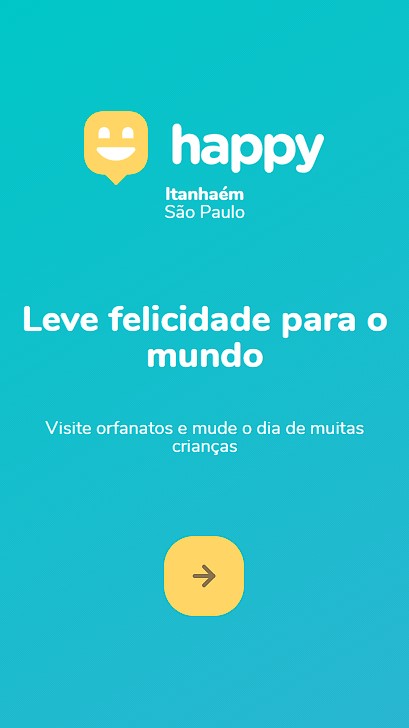 happy
Itanhaém
São Paulo
Leve felicidade para o
mundo
Visite orfanatos e mude o dia de muitas
crianças